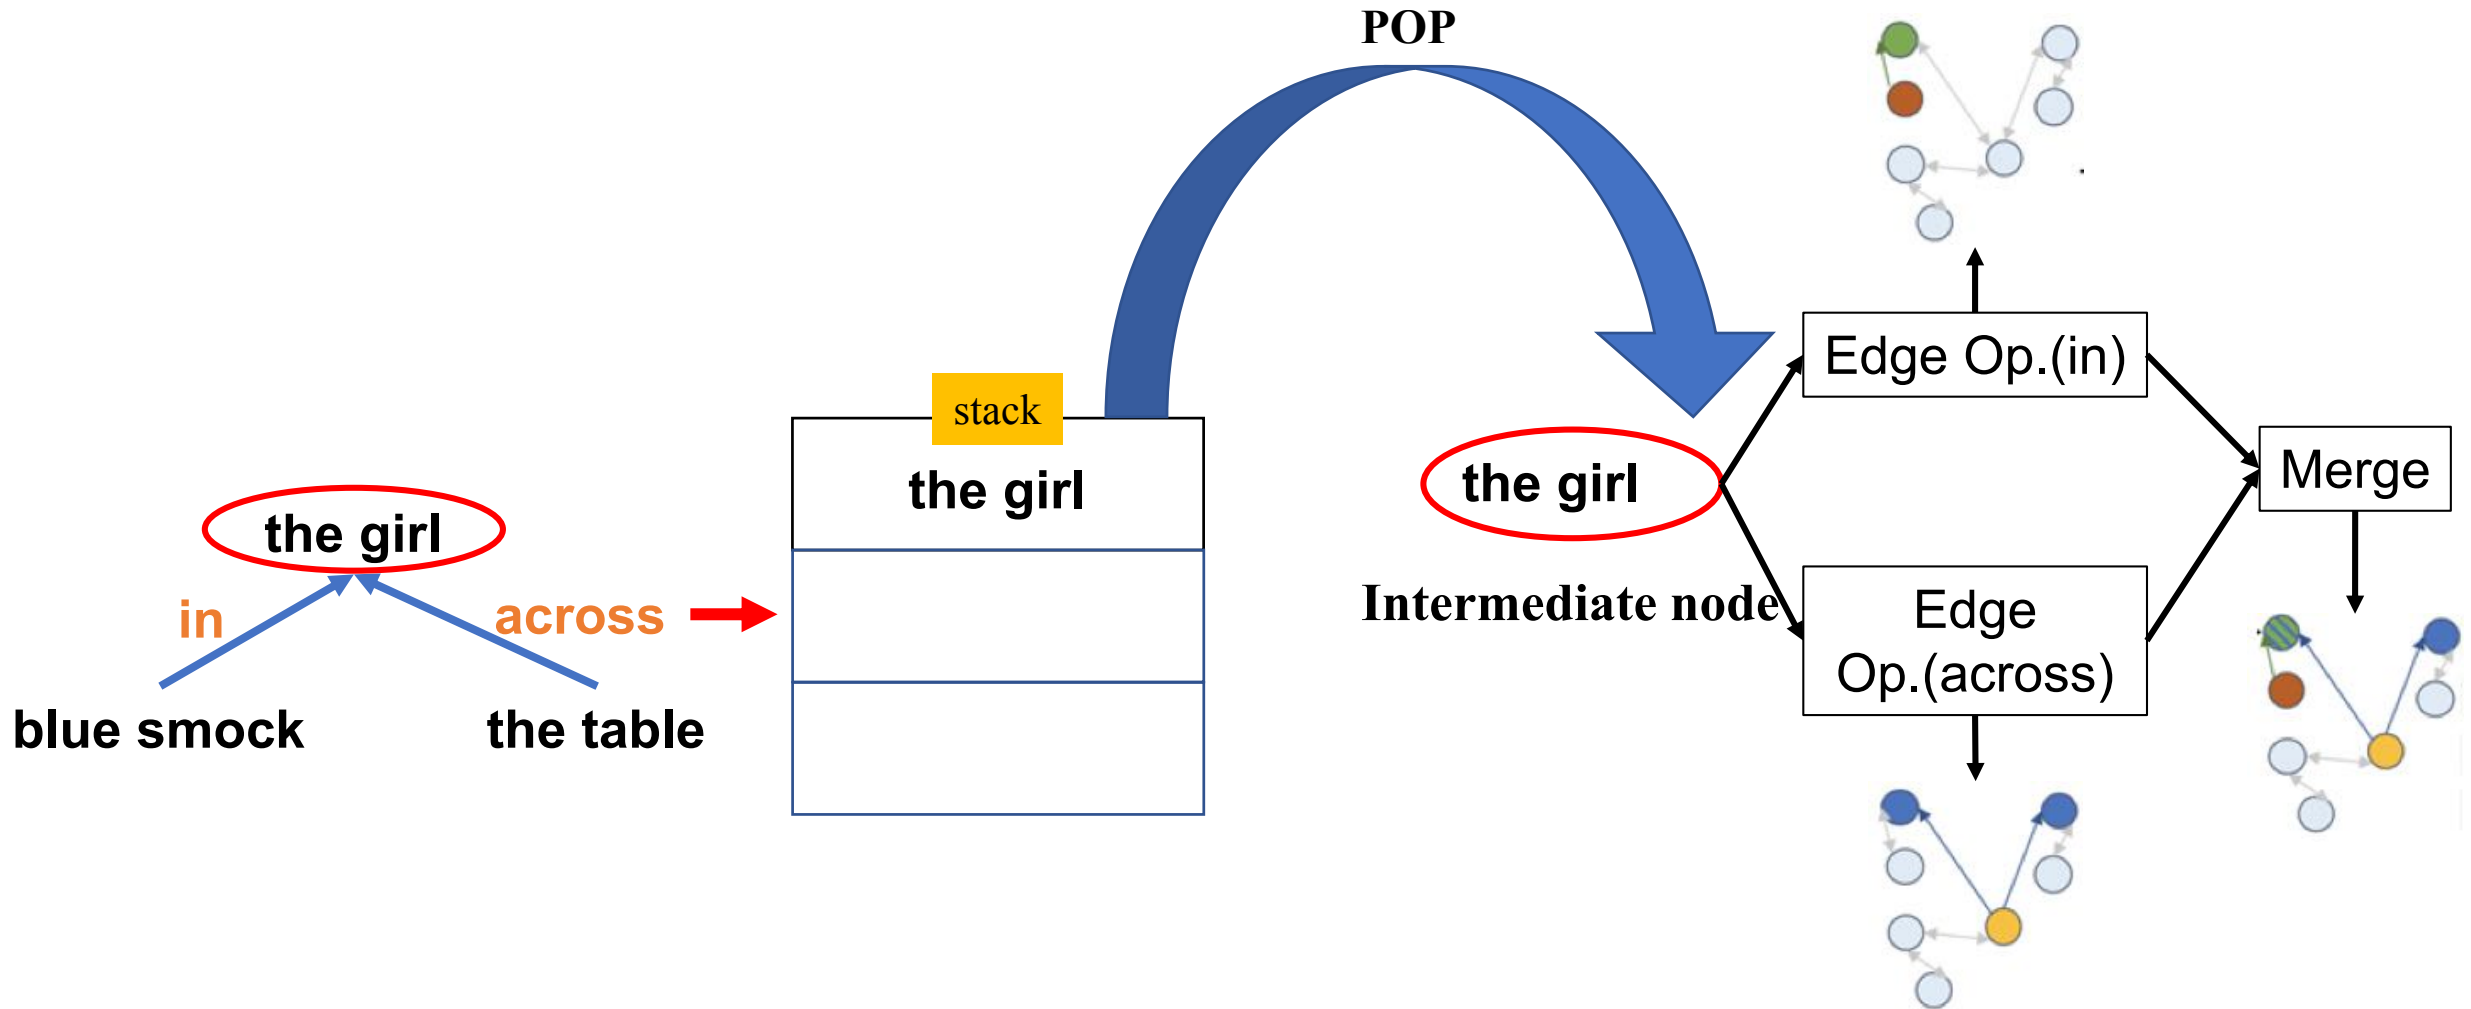 POP
Edge Op.(in)
stack
the girl
the girl
the girl
Merge
in
across
Intermediate node
Edge
Op.(across)
blue smock
the table